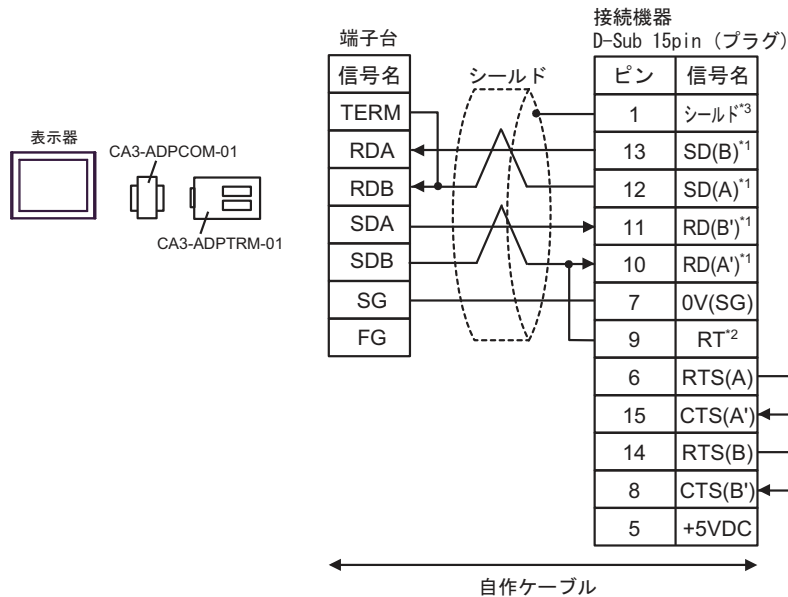 接続機器
端子台
D-Sub 15pin (プラグ)
信号名
シールド
ピン
信号名
TERM
1
シールド*3
表示器
CA3-ADPCOM-01
RDA
13
SD(B)*1
RDB
12
SD(A)*1
CA3-ADPTRM-01
SDA
11
RD(B')*1
SDB
10
RD(A')*1
SG
7
0V(SG)
FG
9
RT*2
6
RTS(A)
15
CTS(A')
14
RTS(B)
8
CTS(B')
5
+5VDC
自作ケーブル